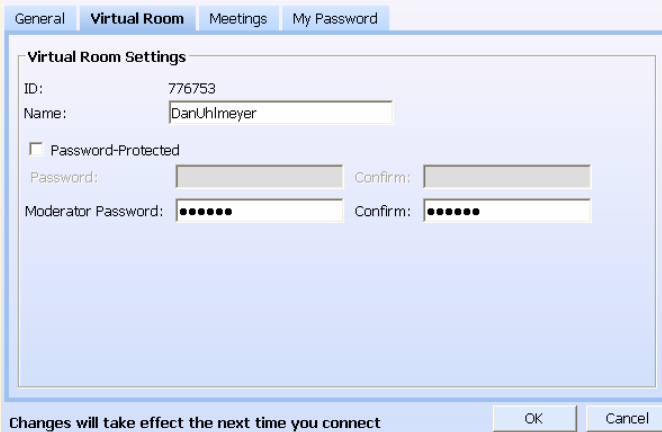 General Virtual Room Meetings My Password
Virtual Room Settings
ID: 776753
Name: DanUhlmeyer
Password-Protected
Password: Confirm:
Moderator Password: ●●●●●● Confirm: ●●●●●●
Changes will take effect the next time you connect OK Cancel